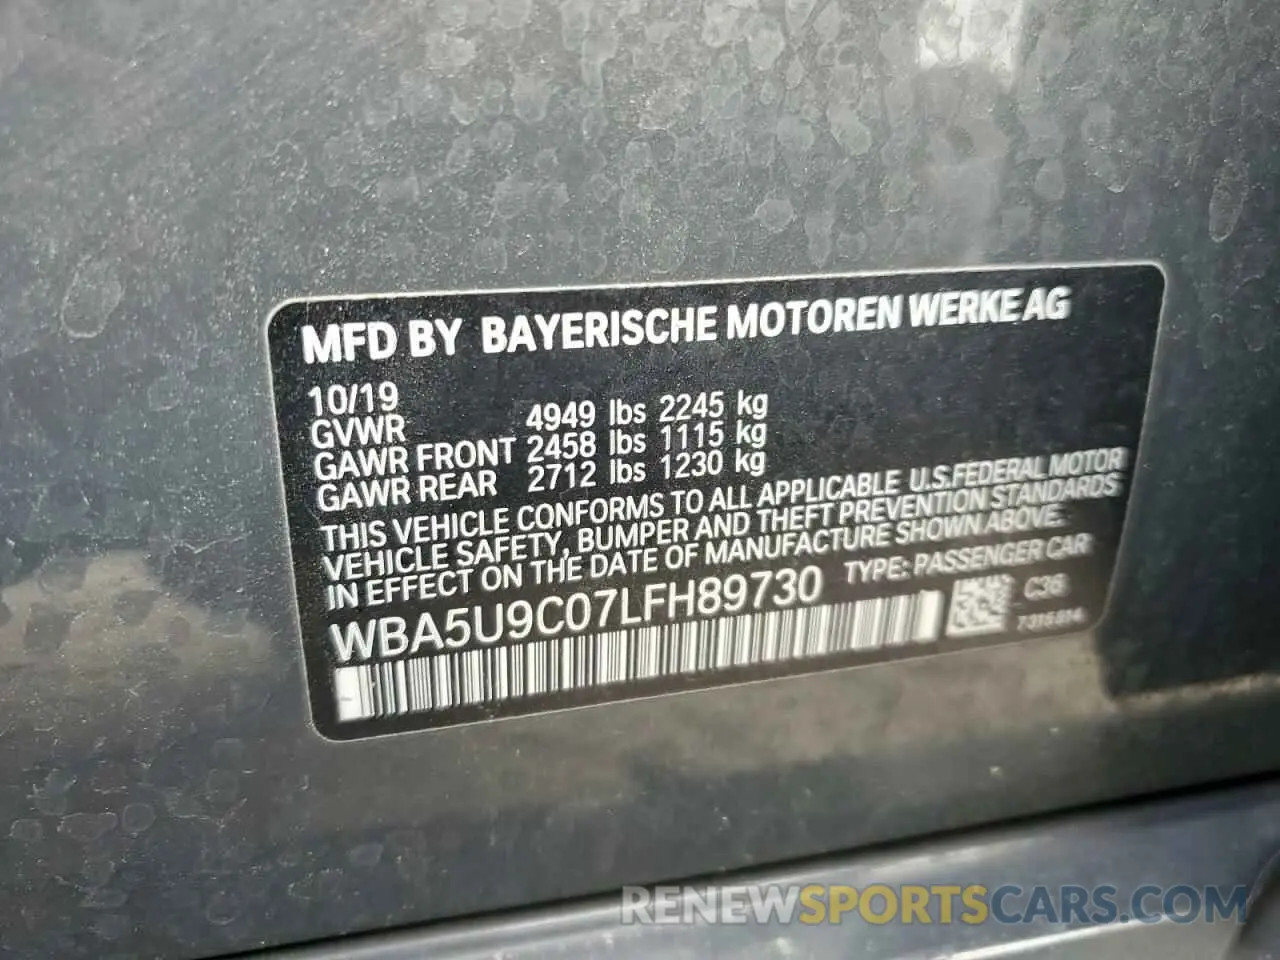 MFD BY BAYERISCHE MOTOREN WERKE AG
10/19
GVWR 4949 lbs 2245 kg
GAWR FRONT 2458 lbs 1115 kg
GAWR REAR 2712 lbs 1230 kg
THIS VEHICLE CONFORMS TO ALL APPLICABLE U.S.FEDERAL MOTOR
VEHICLE SAFETY, BUMPER AND THEFT PREVENTION STANDARDS
IN EFFECT ON THE DATE OF MANUFACTURE SHOWN ABOVE.
WBA5U9C07LFH89730 TYPE: PASSENGER CAR
C36
RENEWSPORTSCARS.COM